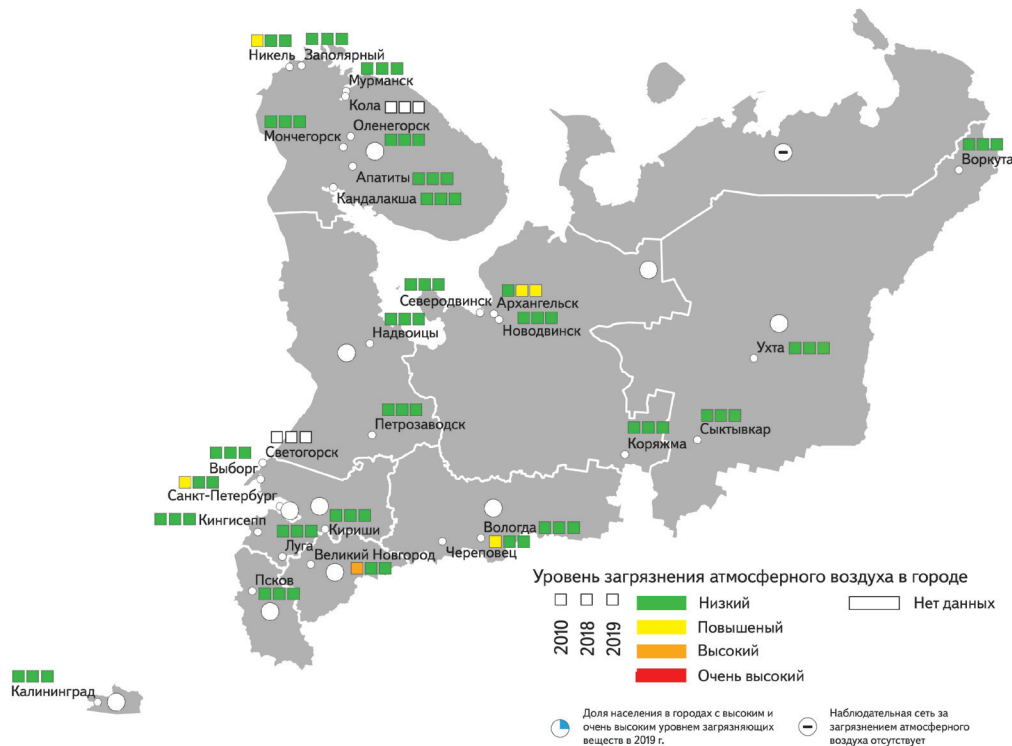 Никель
Заполярный
Мурманск
Кола
Оленегорск
Мончегорск
Апатиты
Кандалакша
Воркута
Северодвинск
Архангельск
Новодвинск
Надвоицы
Ухта
Петрозаводск
Сыктывкар
Коряжма
Светогорск
Выборг
Санкт-Петербург
Кингисепп
Кириши
Вологда
Луга
Великий Новгород
Череповец
Псков
Калининград
Уровень загрязнения атмосферного воздуха в городе
2010
2018
2019
Низкий
Повышеный
Высокий
Очень высокий
Нет данных
Доля населения в городах с высоким и
очень высоким уровнем загрязняющих
веществ в 2019 г.
Наблюдательная сеть за
загрязнением атмосферного
воздуха отсутствует